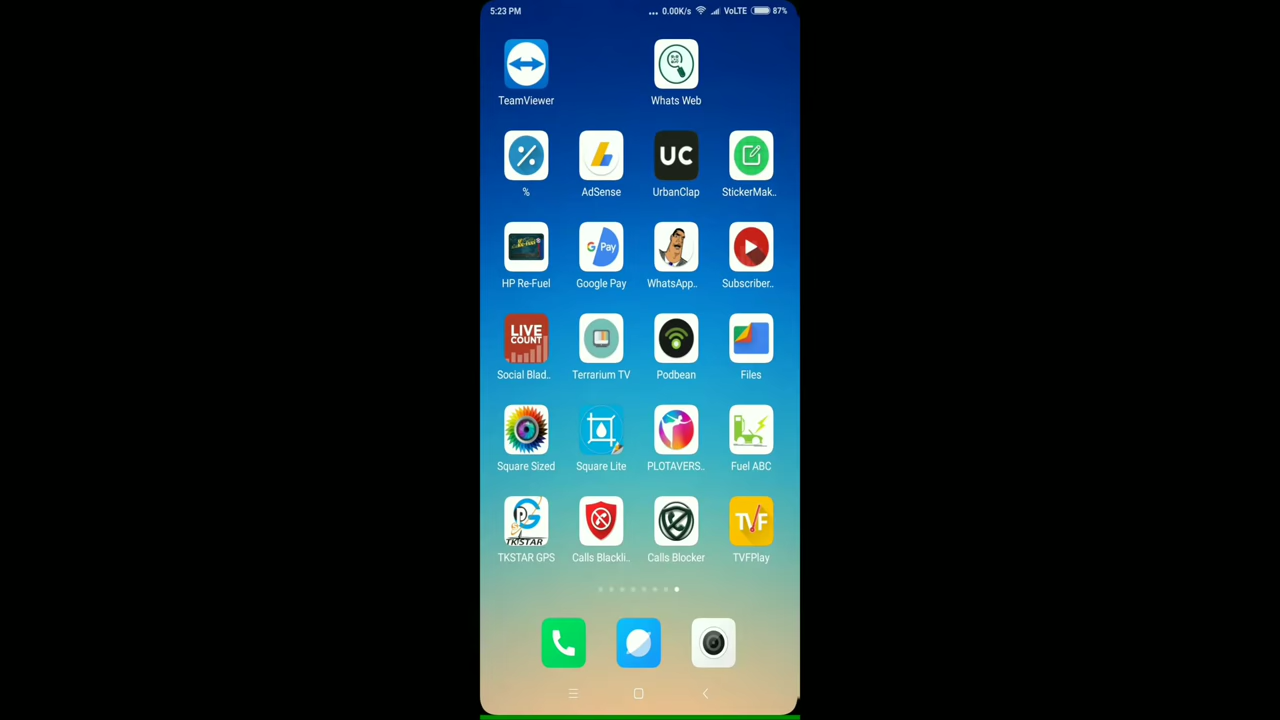 5:23 PM ... 0.00K/s VoLTE 87%
TeamViewer Whats Web
UC
% AdSense UrbanClap StickerMak..
G Pay
HP Re-Fuel Google Pay WhatsApp.. Subscriber..
LIVE
COUNT
Social Blad.. Terrarium TV Podbean Files
Square Sized Square Lite PLOTAVERS.. Fuel ABC
TVF
TKSTAR
TKSTAR GPS Calls Blackli.. Calls Blocker TVFPlay